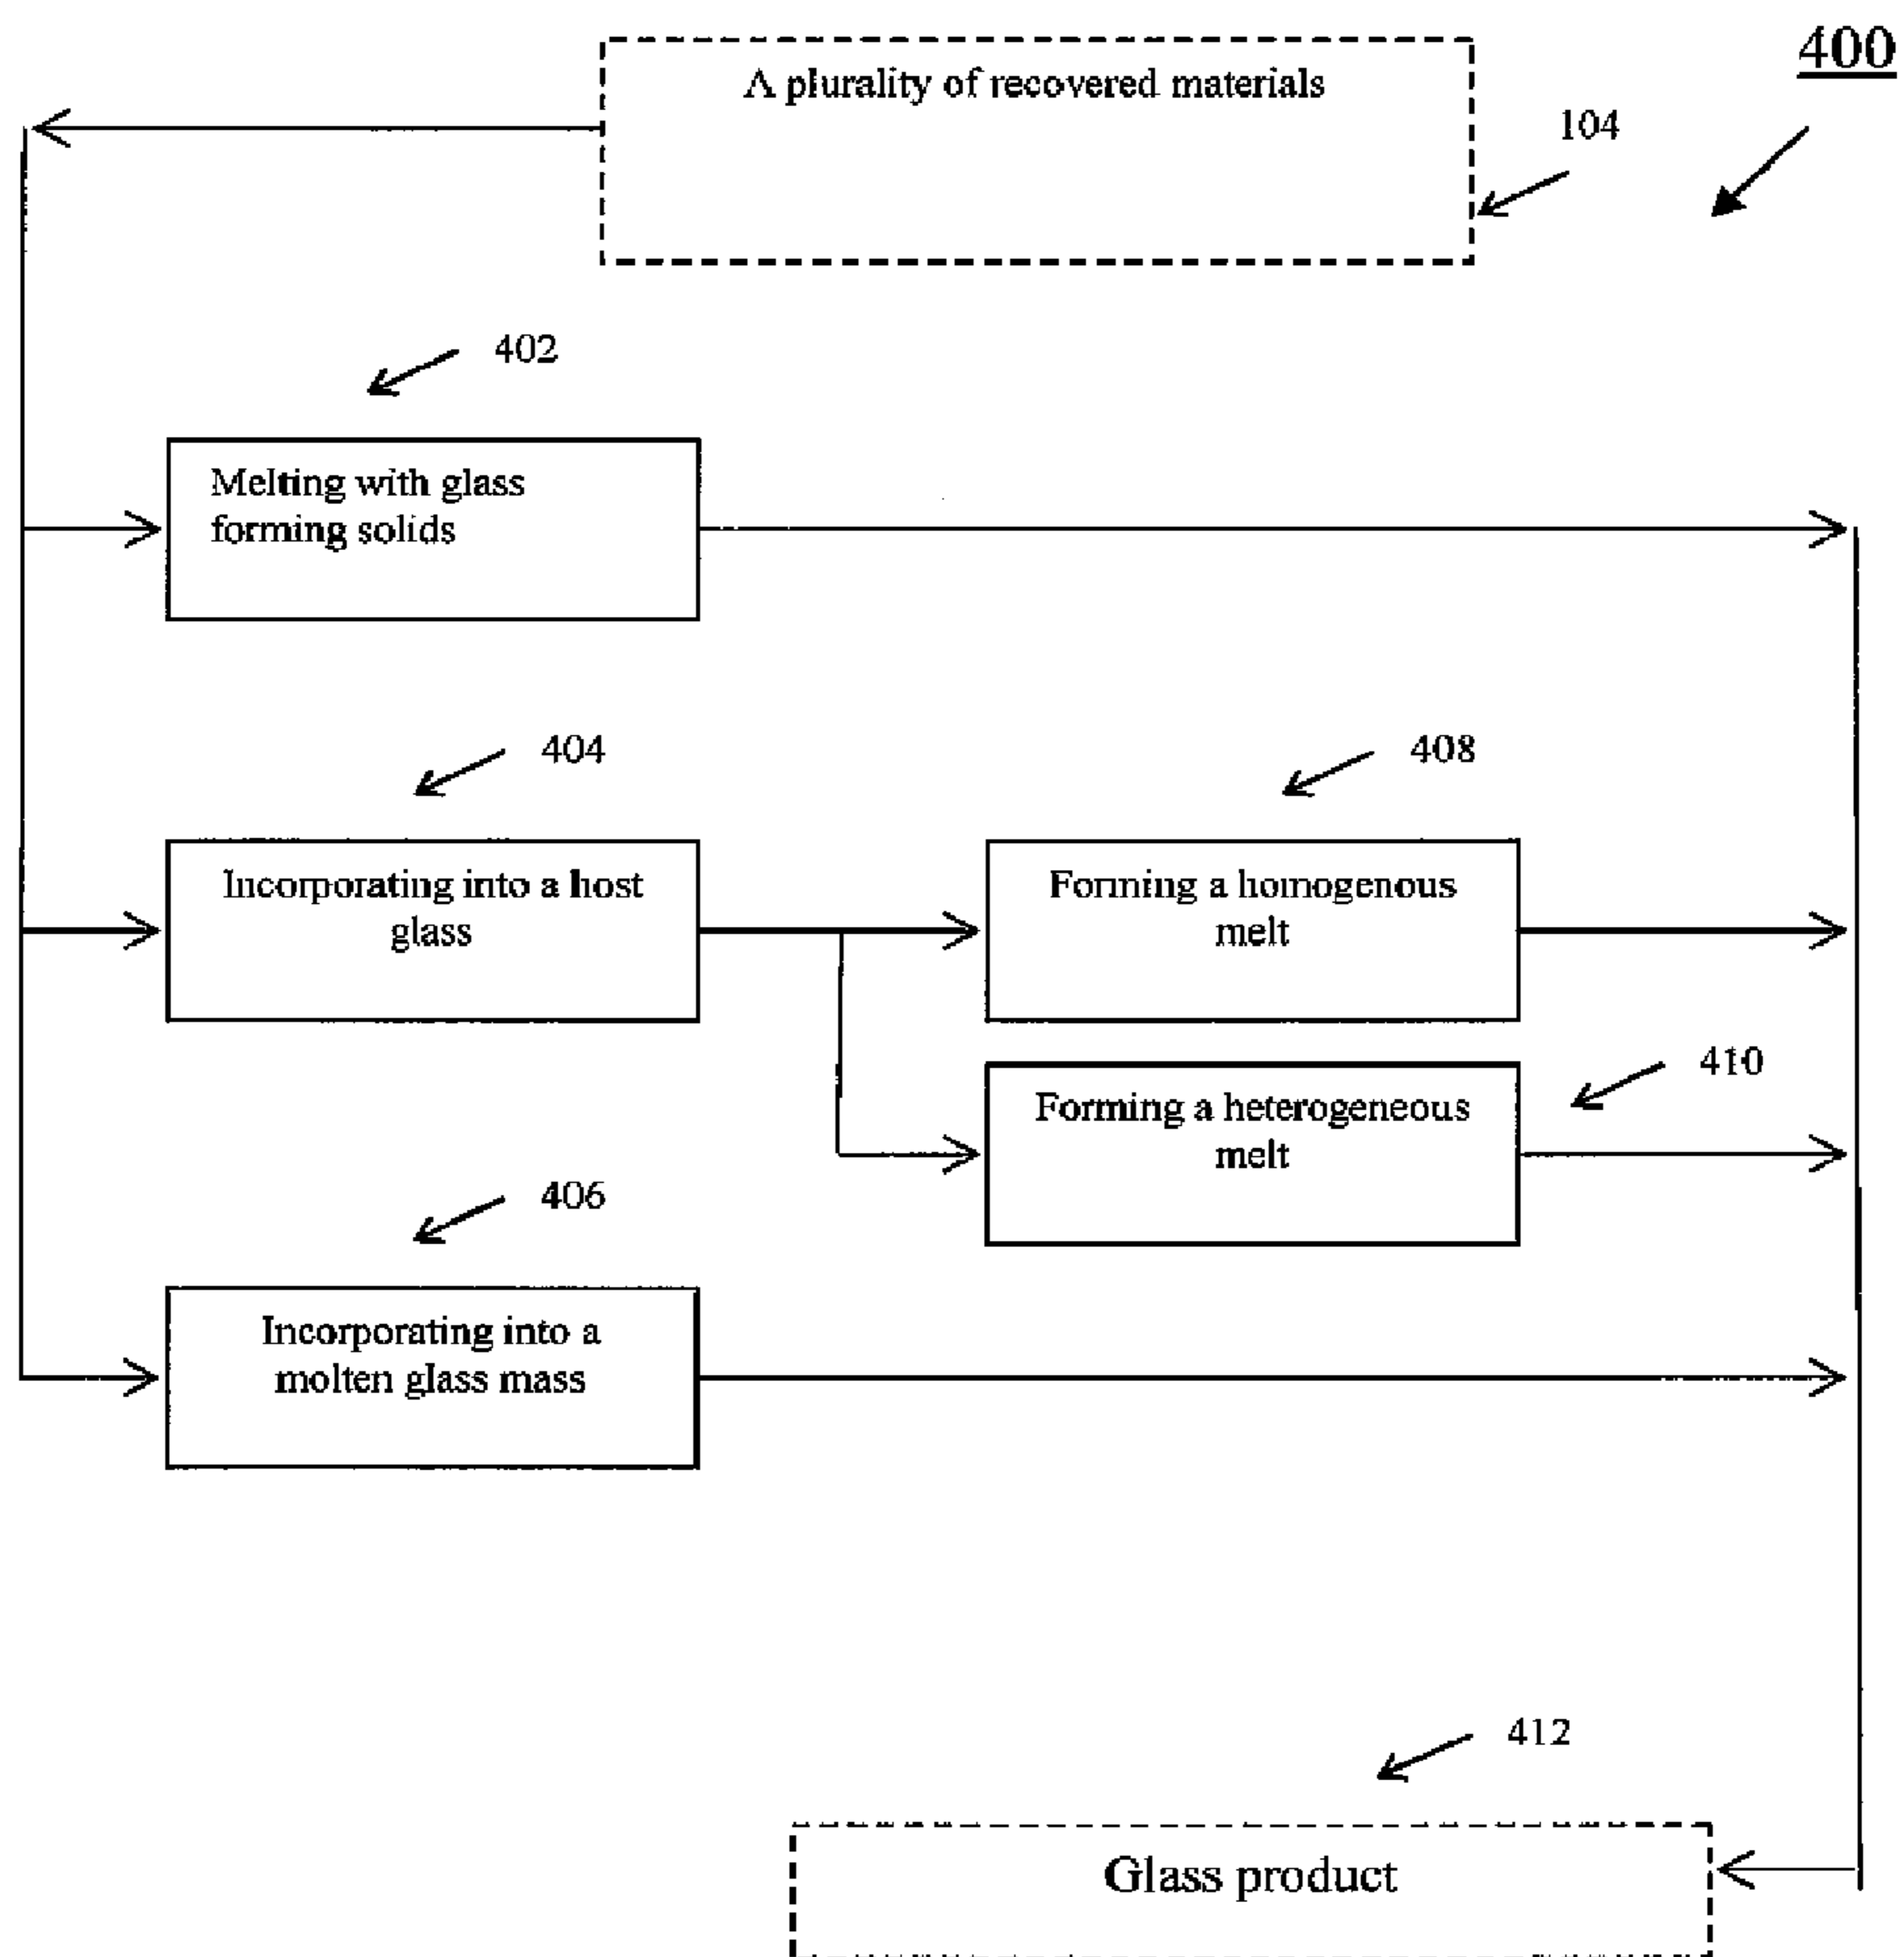 400
A plurality of recovered materials
104
402
Melting with glass
forming solids
404
408
Incorporating into a host
glass
Forming a homogenous
melt
410
Forming a heterogeneous
melt
406
Incorporating into a
molten glass mass
412
Glass product